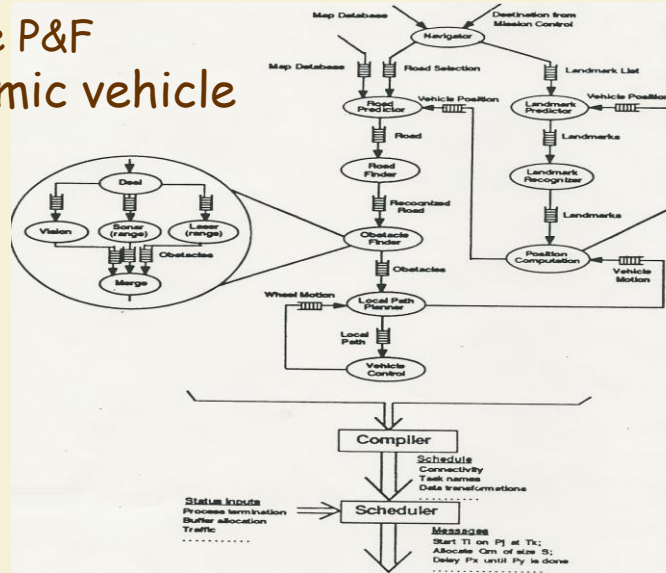 e P&F
mic vehicle
Map Database
Destination from
Mission Control
Navigator
Map Database
Road Selection
Landmark List
Road
Predictor
Vehicle Position
Landmark
Predictor
Vehicle Position
Road
Landmarks
Road
Finder
Landmark
Recognizer
Recognized
Road
Landmarks
Deal
Vision
Sonar
(range)
Laser
(range)
Obstacles
Merge
Obstacle
Finder
Position
Computation
Obstacles
Vehicle
Motion
Wheel Motion
Local Path
Planner
Local
Path
Vehicle
Control
Compiler
Schedule
Connectivity
Task names
Data transformations
. . . . . . . . . .
Status Inputs
Process termination
Buffer allocation
Traffic
. . . . . . . . . .
Scheduler
Messages
Start Ti on Pj at Tk;
Allocate Qm of size S;
Delay Px until Py is done
. . . . . . . . . .